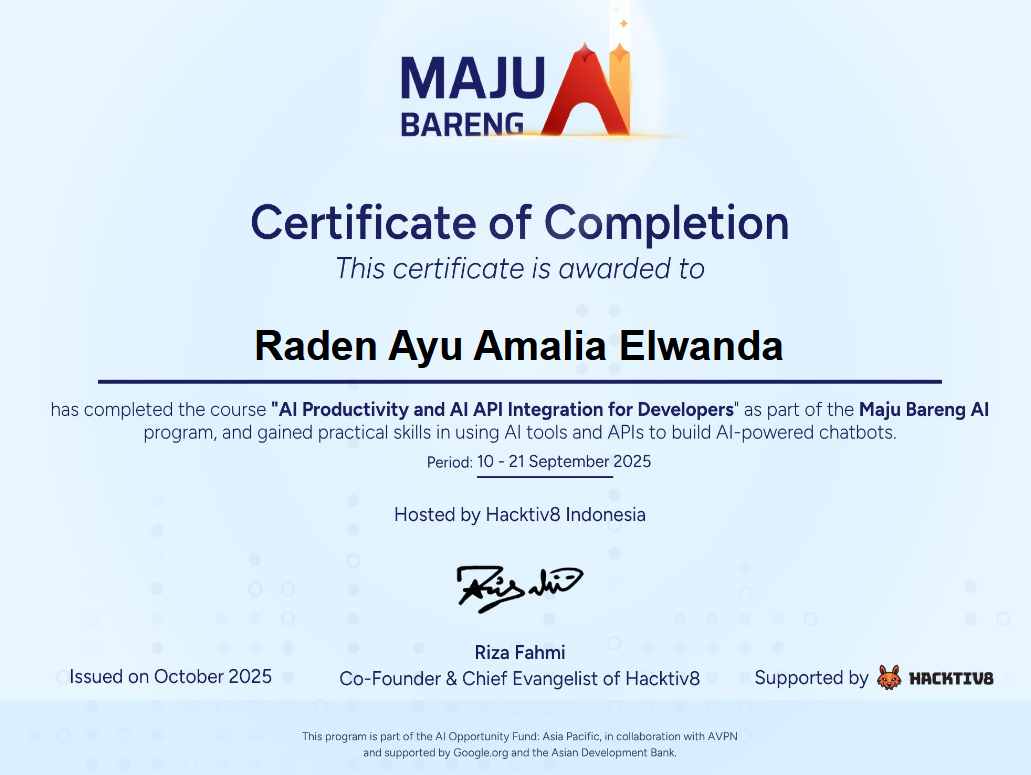 MAJU
BARENG AI
Certificate of Completion
This certificate is awarded to
Raden Ayu Amalia Elwanda
has completed the course "AI Productivity and AI API Integration for Developers" as part of the Maju Bareng AI
program, and gained practical skills in using AI tools and APIs to build AI-powered chatbots.
Period: 10 - 21 September 2025
Hosted by Hacktiv8 Indonesia
Riza Fahmi
Issued on October 2025
Co-Founder & Chief Evangelist of Hacktiv8
Supported by HACKTIV8
This program is part of the AI Opportunity Fund: Asia Pacific, in collaboration with AVPN
and supported by Google.org and the Asian Development Bank.